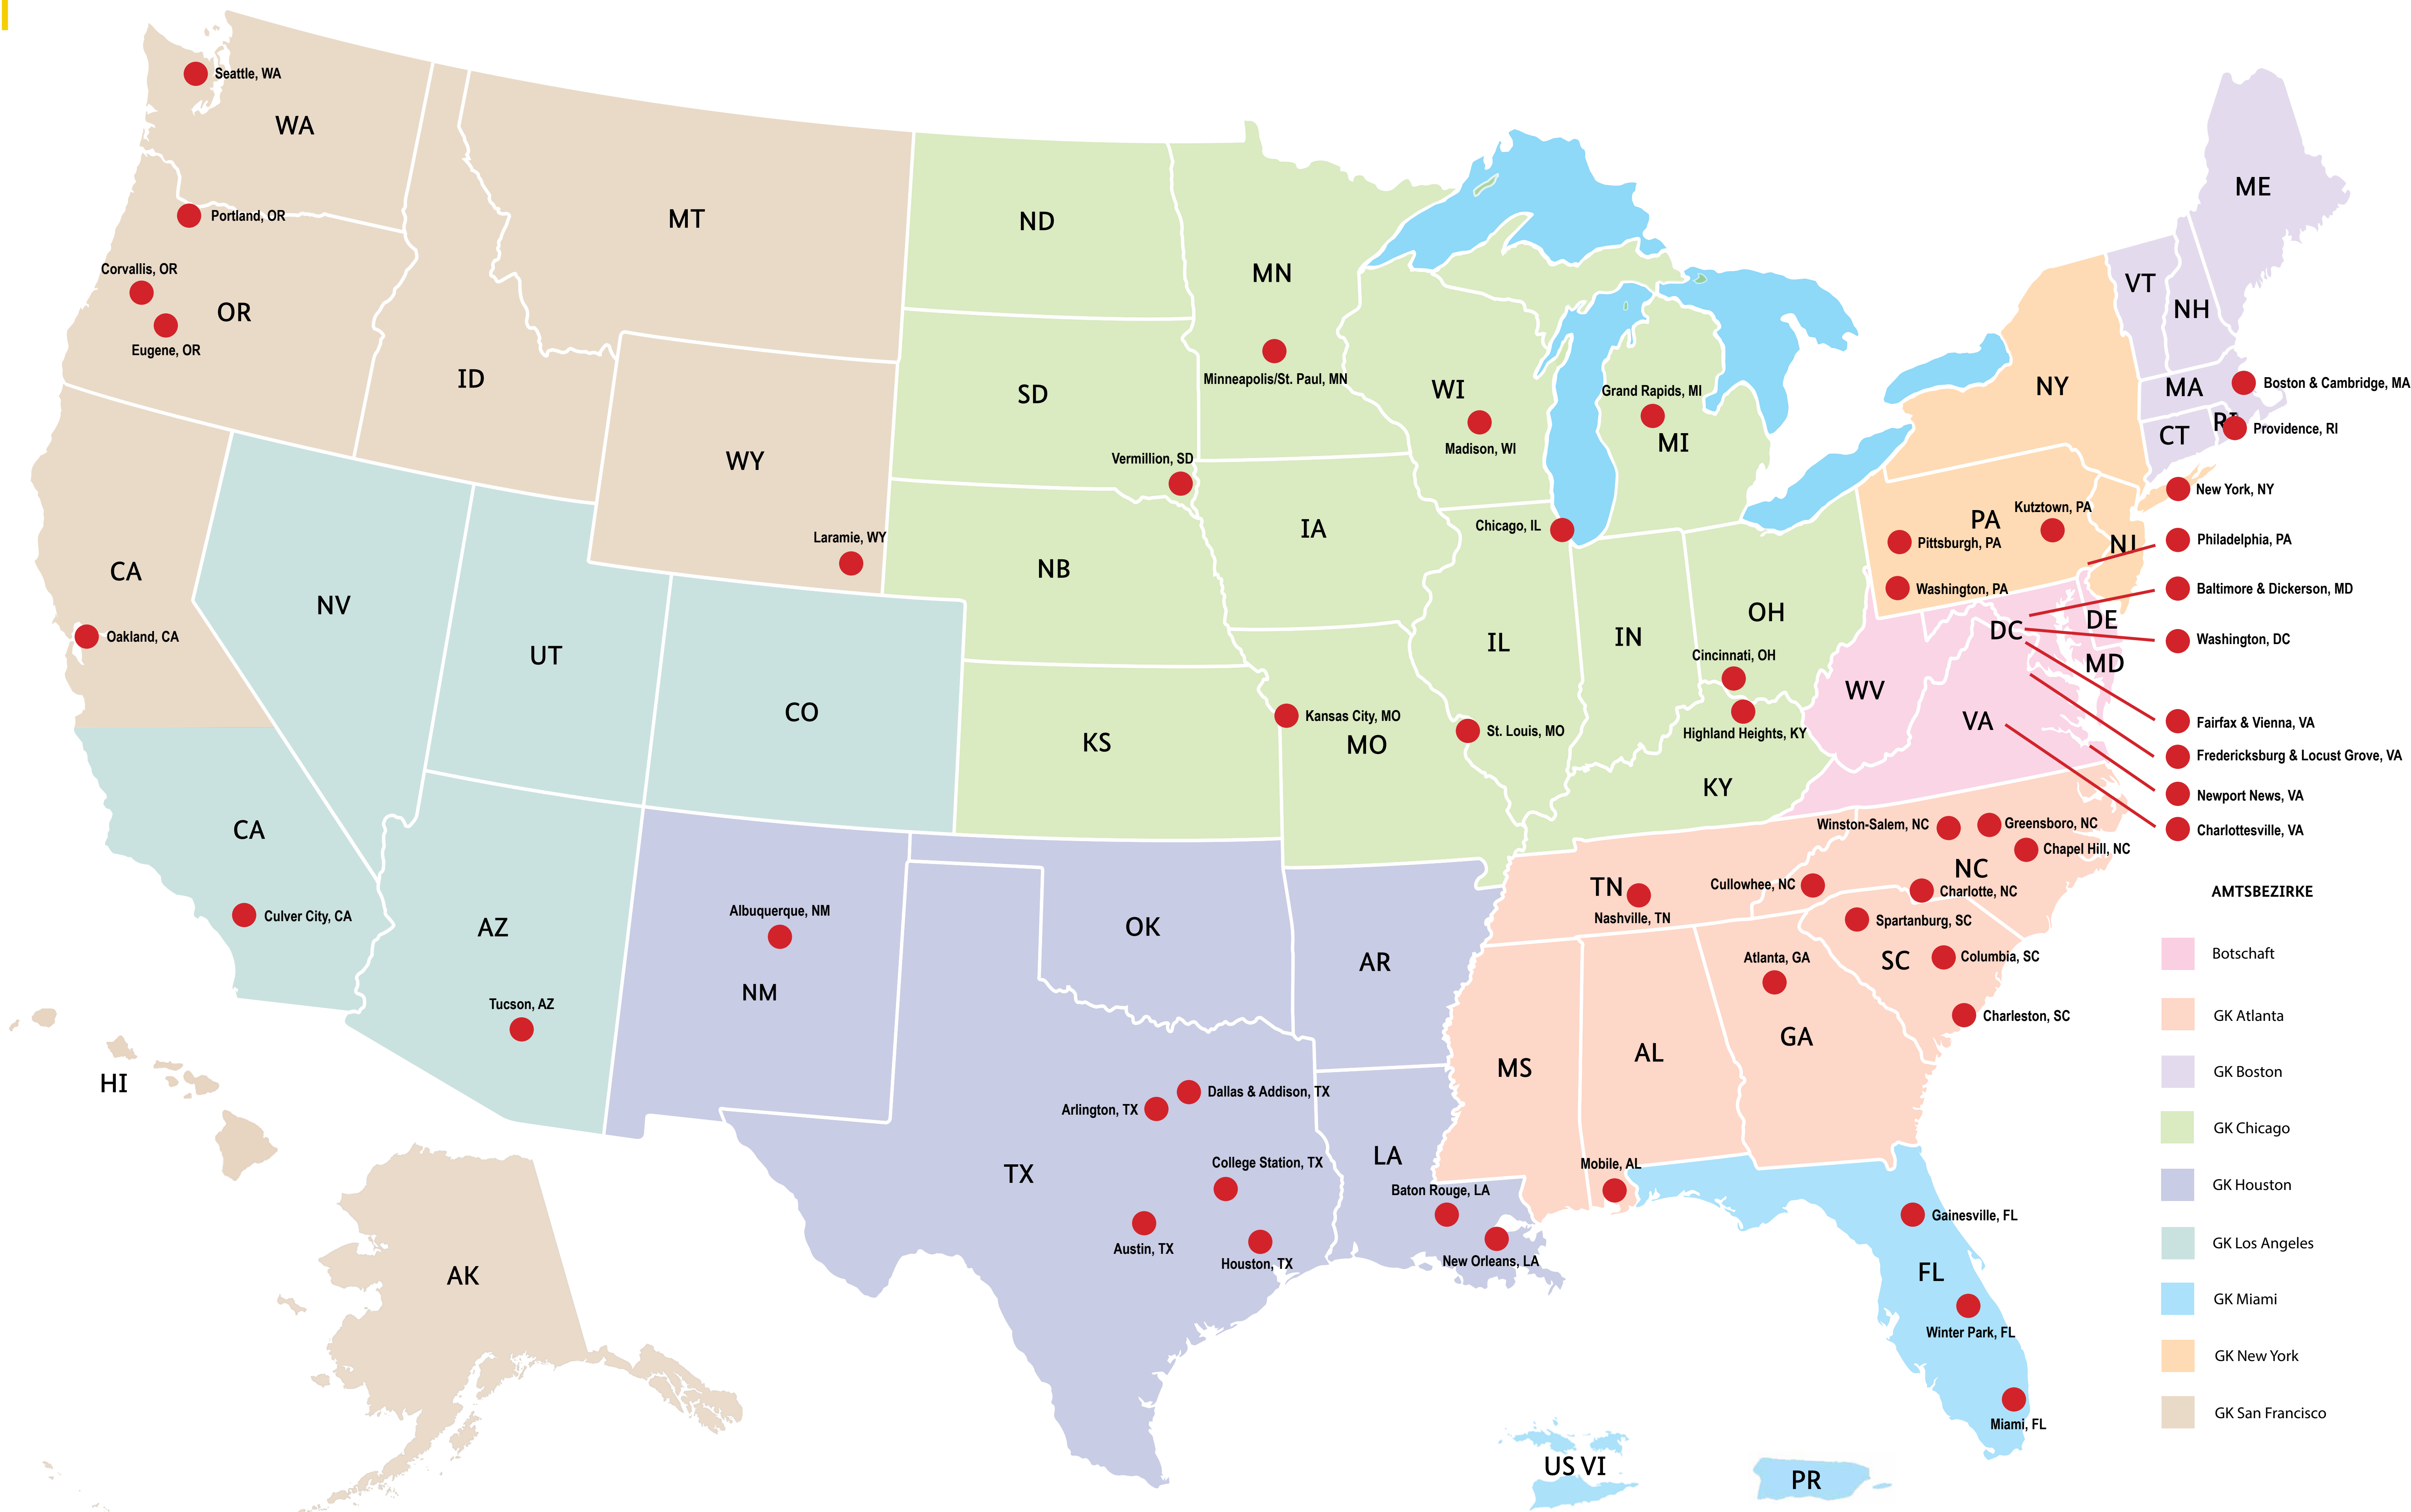 Seattle, WA
WA
Portland, OR
Corvallis, OR
OR
Eugene, OR
ID
MT
WY
Laramie, WY
CA
Oakland, CA
NV
UT
CO
CA
Culver City, CA
AZ
Tucson, AZ
HI
AK
ND
SD
Vermillion, SD
NB
KS
MN
Minneapolis/St. Paul, MN
IA
Kansas City, MO
MO
St. Louis, MO
WI
Madison, WI
Chicago, IL
IL
Grand Rapids, MI
MI
IN
OH
Cincinnati, OH
Highland Heights, KY
KY
Albuquerque, NM
NM
OK
AR
TX
Arlington, TX
Dallas & Addison, TX
College Station, TX
Austin, TX
Houston, TX
LA
Baton Rouge, LA
New Orleans, LA
TN
Nashville, TN
MS
AL
Mobile, AL
Atlanta, GA
GA
Winston-Salem, NC
Greensboro, NC
Chapel Hill, NC
NC
Cullowhee, NC
Charlotte, NC
Spartanburg, SC
SC
Columbia, SC
Charleston, SC
Gainesville, FL
FL
Winter Park, FL
Miami, FL
US VI
PR
ME
VT
NH
NY
MA
Boston & Cambridge, MA
RI
CT
Providence, RI
New York, NY
PA
Kutztown, PA
Pittsburgh, PA
NJ
Philadelphia, PA
Washington, PA
Baltimore & Dickerson, MD
DE
DC
Washington, DC
MD
WV
VA
Fairfax & Vienna, VA
Fredericksburg & Locust Grove, VA
Newport News, VA
Charlottesville, VA
AMTSBEZIRKE
Botschaft
GK Atlanta
GK Boston
GK Chicago
GK Houston
GK Los Angeles
GK Miami
GK New York
GK San Francisco